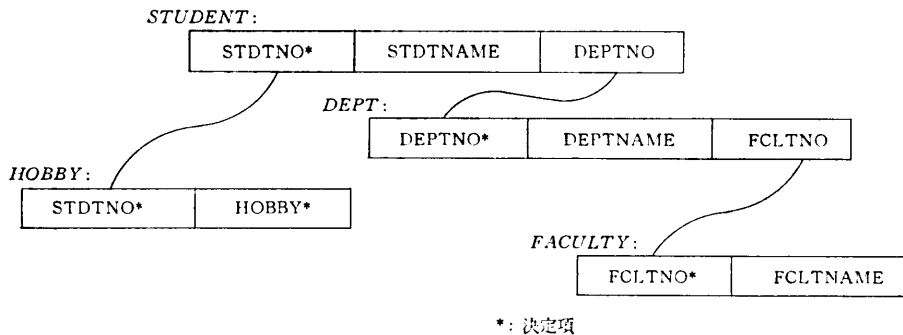 STUDENT:
STDTNO* STDTNAME DEPTNO
DEPT:
DEPTNO* DEPTNAME FCLTNO
HOBBY:
STDTNO* HOBBY*
FACULTY:
FCLTNO* FCLTNAME
*: 決定項